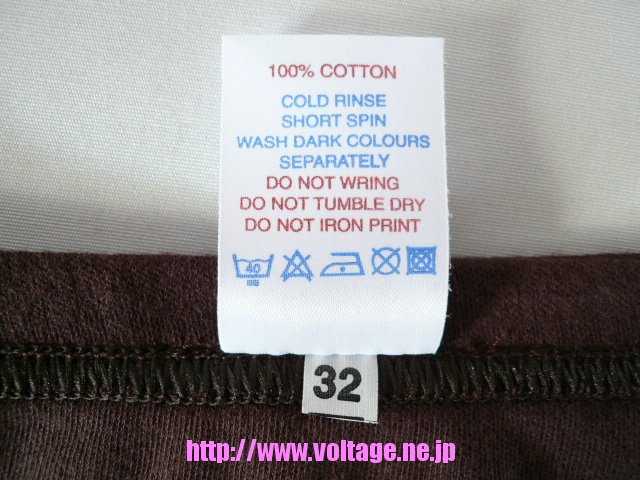 100% COTTON
COLD RINSE
SHORT SPIN
WASH DARK COLOURS
SEPARATELY
DO NOT WRING
DO NOT TUMBLE DRY
DO NOT IRON PRINT
40
32
http://www.voltage.ne.jp